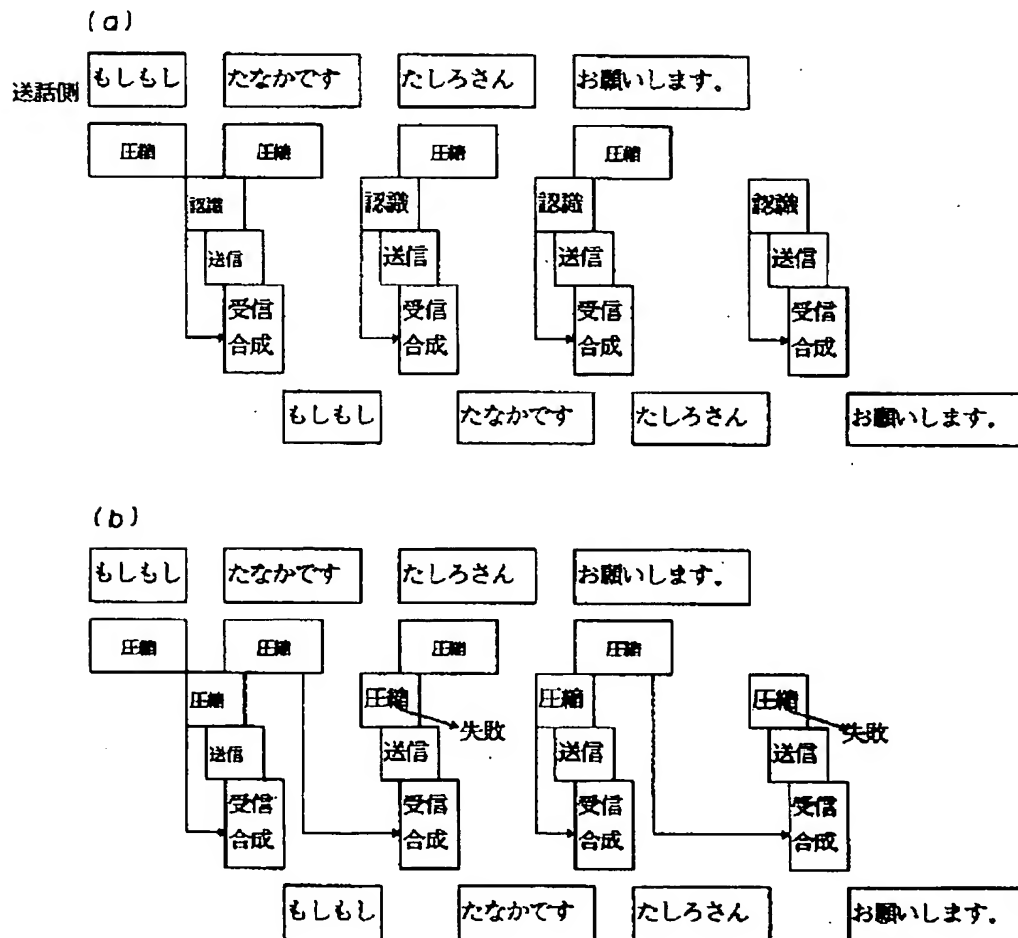 (a)
送話側 もしもし たなかです たしろさん お願いします。
圧縮 圧縮 圧縮 圧縮
認識 認識 認識 認識
送信 送信 送信 送信
受信 受信 受信 受信
合成 合成 合成 合成
もしもし たなかです たしろさん お願いします。
(b)
もしもし たなかです たしろさん お願いします。
圧縮 圧縮 圧縮 圧縮
圧縮 圧縮 圧縮 圧縮
失敗 失敗
送信 送信 送信 送信
受信 受信 受信 受信
合成 合成 合成 合成
もしもし たなかです たしろさん お願いします。